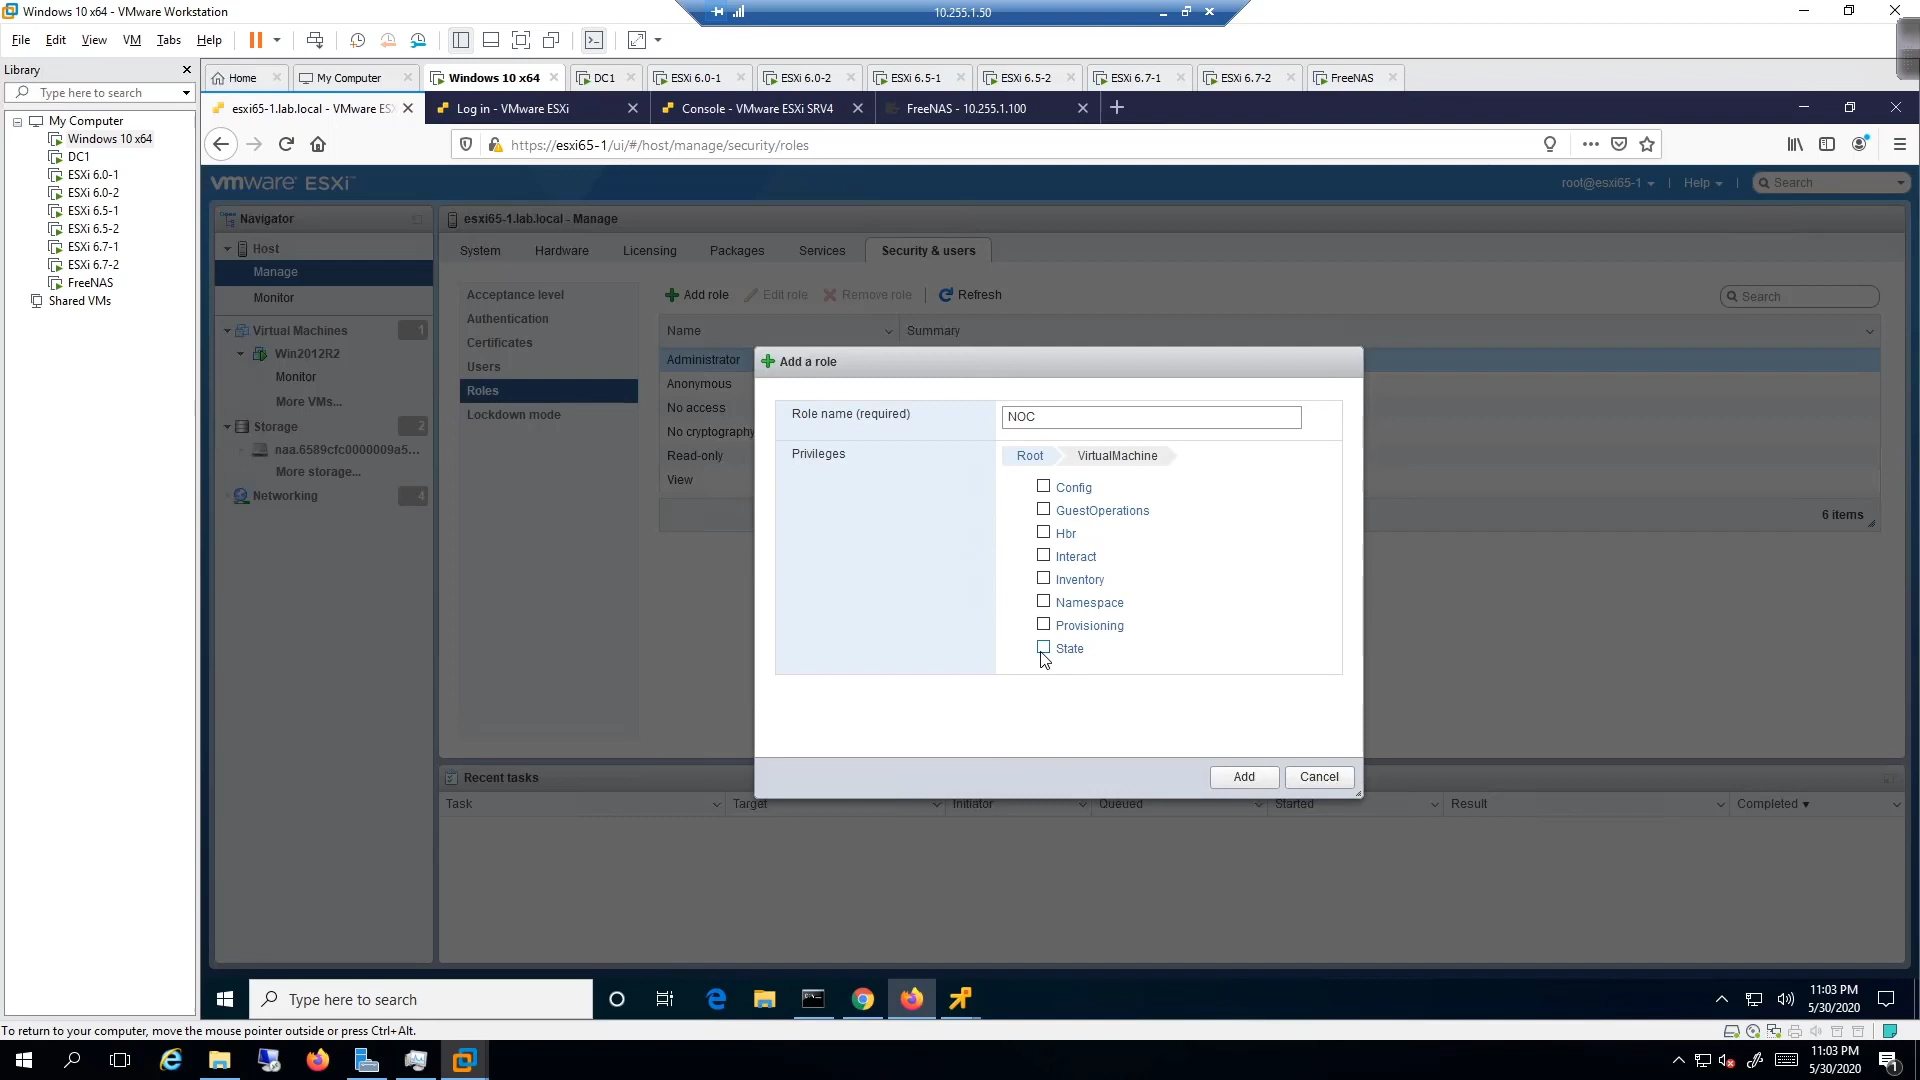 Windows 10 x64 - VMware Workstation
10.255.1.50
File Edit View VM Tabs Help
Library
Type here to search
Home
My Computer
Windows 10 x64
DC1
ESXi 6.0-1
ESXi 6.0-2
ESXi 6.5-1
ESXi 6.5-2
ESXi 6.7-1
ESXi 6.7-2
FreeNAS
My Computer
Windows 10 x64
DC1
ESXi 6.0-1
ESXi 6.0-2
ESXi 6.5-1
ESXi 6.5-2
ESXi 6.7-1
ESXi 6.7-2
FreeNAS
Shared VMs
esxi65-1.lab.local - VMware ESX
Log in - VMware ESXi
Console - VMware ESXi SRV4
FreeNAS - 10.255.1.100
https://esxi65-1/ui/#/host/manage/security/roles
vmware ESXi
root@esxi65-1
Help
Search
Navigator
Host
Manage
Monitor
Virtual Machines 1
Win2012R2
Monitor
More VMs...
Storage 2
naa.6589cfc0000009a5...
More storage...
Networking 4
esxi65-1.lab.local - Manage
System Hardware Licensing Packages Services Security & users
Acceptance level
Authentication
Certificates
Users
Roles
Lockdown mode
Add role Edit role Remove role Refresh
Search
Name Summary
Administrator
Anonymous
No access
No cryptography
Read-only
View
6 items
Add a role
Role name (required) NOC
Privileges
Root VirtualMachine
Config
GuestOperations
Hbr
Interact
Inventory
Namespace
Provisioning
State
Add Cancel
Recent tasks
Task Target Initiator Queued Started Result Completed ▼
Type here to search
11:03 PM
5/30/2020
To return to your computer, move the mouse pointer outside or press Ctrl+Alt.
11:03 PM
5/30/2020
1